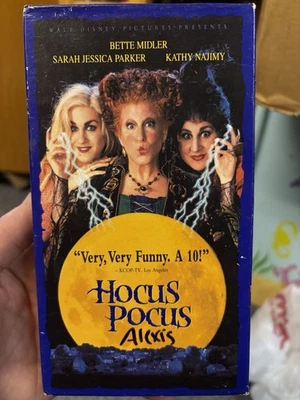 WALT DISNEY PICTURES PRESENTS
BETTE MIDLER
SARAH JESSICA PARKER KATHY NAJIMY
“Very, Very Funny. A 10!”
—KCOP-TV, Los Angeles
HOCUS
POCUS
Alexis